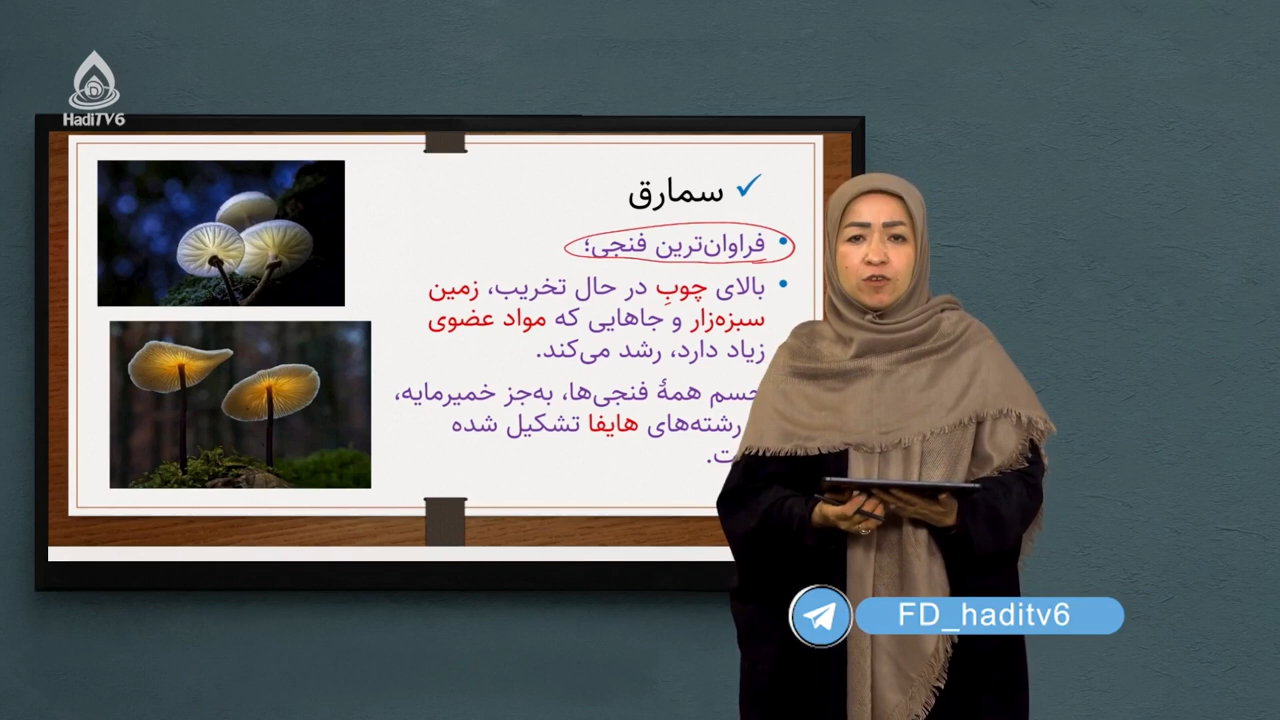 HadiTV6
سمارق
فراوان‌ترین فنجی؛
بالای چوبِ در حال تخریب، زمین
سبزه‌زار و جاهایی که مواد عضوی
زیاد دارد، رشد می‌کند.
همهٔ فنجی‌ها، به‌جز خمیرمایه،
رشته‌های هایفا تشکیل شده
FD_haditv6